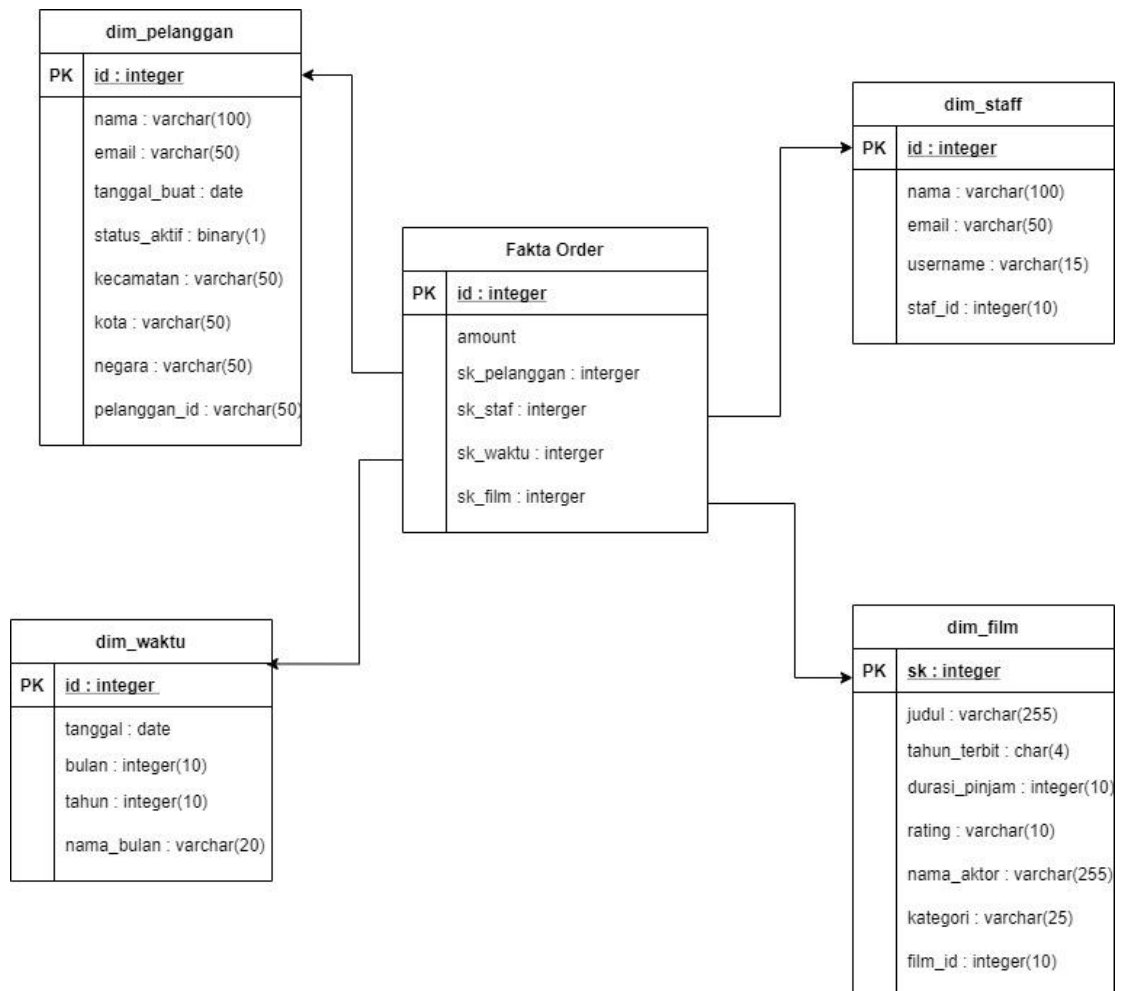 dim_pelanggan
PK id : integer
nama : varchar(100)
email : varchar(50)
tanggal_buat : date
status_aktif : binary(1)
kecamatan : varchar(50)
kota : varchar(50)
negara : varchar(50)
pelanggan_id : varchar(50)
dim_staff
PK id : integer
nama : varchar(100)
email : varchar(50)
username : varchar(15)
staf_id : integer(10)
Fakta Order
PK id : integer
amount
sk_pelanggan : interger
sk_staf : interger
sk_waktu : interger
sk_film : interger
dim_waktu
PK id : integer
tanggal : date
bulan : integer(10)
tahun : integer(10)
nama_bulan : varchar(20)
dim_film
PK sk : integer
judul : varchar(255)
tahun_terbit : char(4)
durasi_pinjam : integer(10)
rating : varchar(10)
nama_aktor : varchar(255)
kategori : varchar(25)
film_id : integer(10)